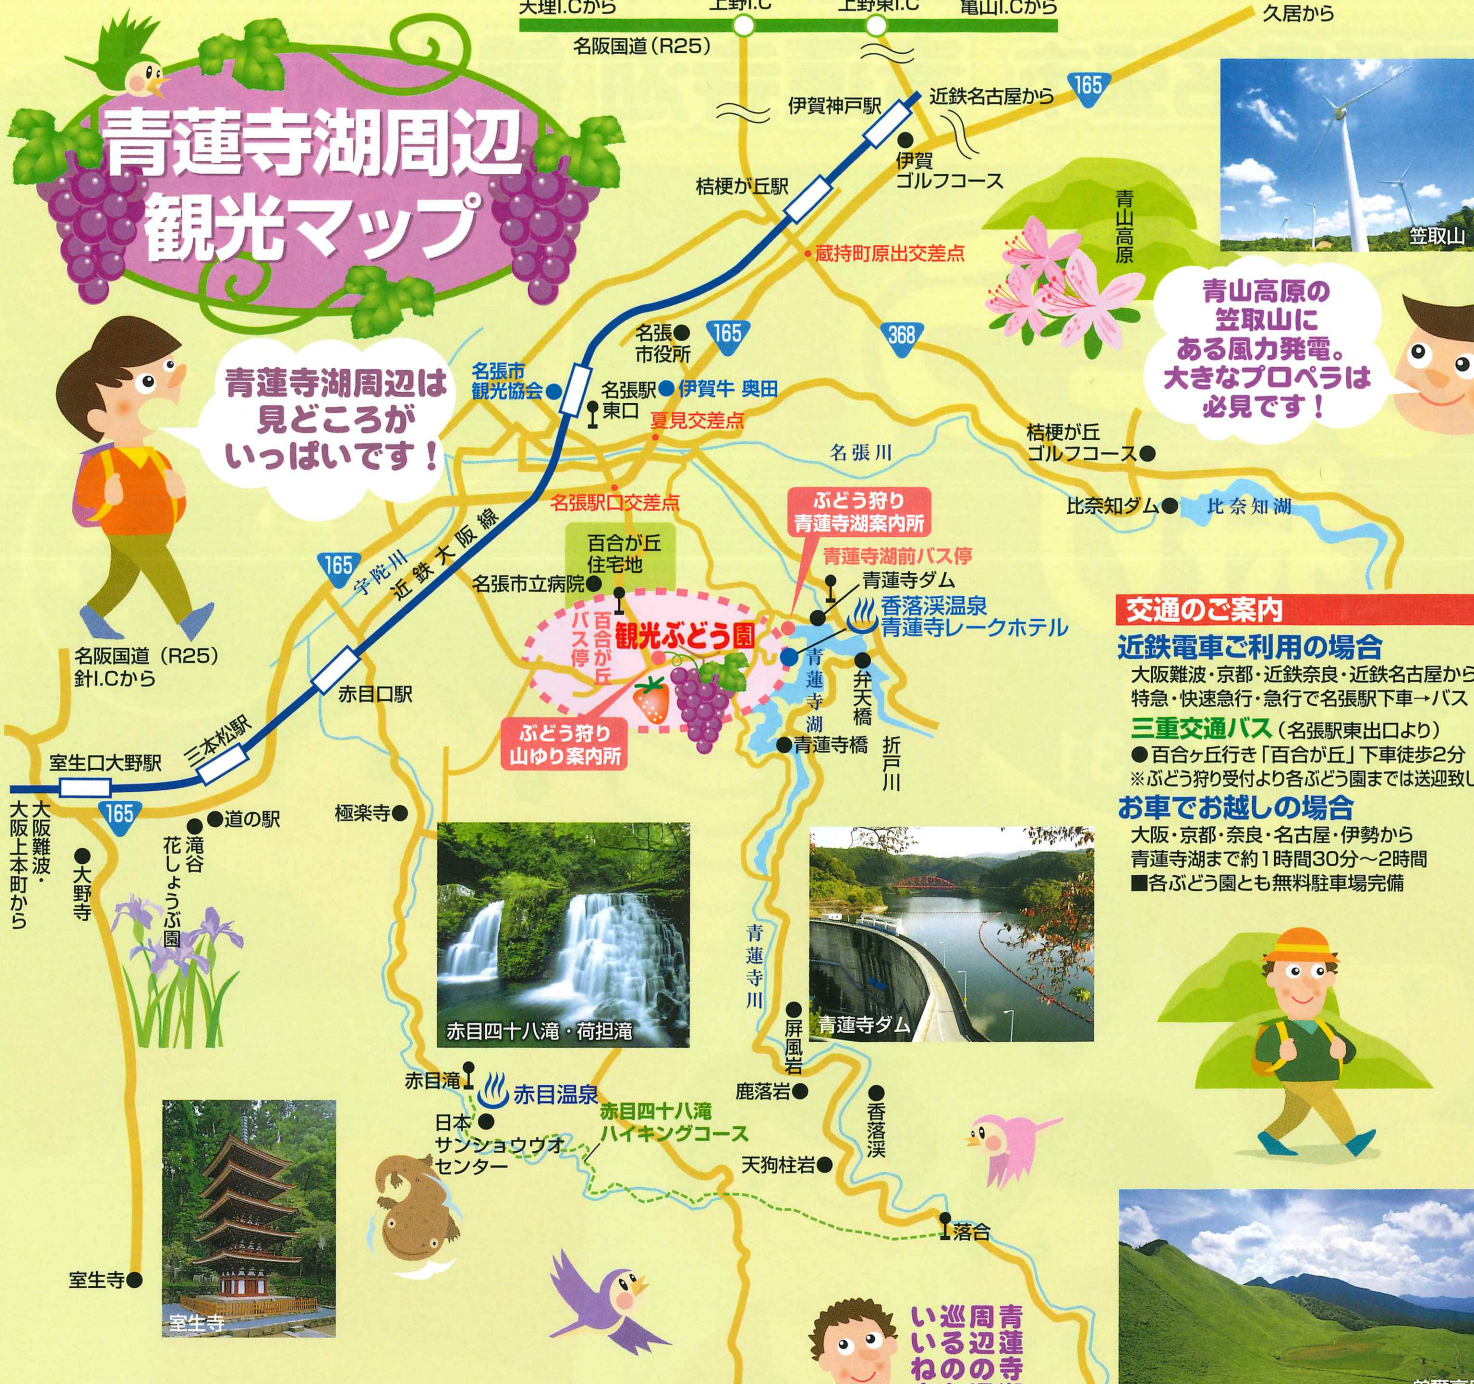 天理I.Cから
上野I.C
上野東I.C
亀山I.Cから
名阪国道(R25)
久居から
青蓮寺湖周辺
観光マップ
伊賀神戸駅
近鉄名古屋から
165
伊賀
ゴルフコース
桔梗が丘駅
青山高原
笠取山
蔵持町原出交差点
青山高原の
笠取山に
ある風力発電。
大きなプロペラは
必見です!
名張
市役所
165
368
青蓮寺湖周辺は
見どころが
いっぱいです!
名張市
観光協会
名張駅
東口
伊賀牛 奥田
夏見交差点
名張川
桔梗が丘
ゴルフコース
比奈知ダム
比奈知湖
名張駅口交差点
ぶどう狩り
青蓮寺湖案内所
近鉄大阪線
宇陀川
165
百合が丘
住宅地
名張市立病院
青蓮寺湖前バス停
青蓮寺ダム
香落渓温泉
青蓮寺レークホテル
百合が丘
バス停
観光ぶどう園
青蓮寺湖
弁天橋
ぶどう狩り
山ゆり案内所
青蓮寺橋
折戸川
名阪国道(R25)
針I.Cから
赤目口駅
三本松駅
室生口大野駅
165
大阪難波・
大阪上本町から
大野寺
道の駅
滝谷
花しょうぶ園
極楽寺
交通のご案内
近鉄電車ご利用の場合
大阪難波・京都・近鉄奈良・近鉄名古屋から
特急・快速急行・急行で名張駅下車→バス
三重交通バス(名張駅東出口より)
●百合ヶ丘行き「百合が丘」下車徒歩2分
※ぶどう狩り受付より各ぶどう園までは送迎致し
お車でお越しの場合
大阪・京都・奈良・名古屋・伊勢から
青蓮寺湖まで約1時間30分〜2時間
■各ぶどう園とも無料駐車場完備
赤目四十八滝・荷担滝
青蓮寺川
青蓮寺ダム
屏風岩
鹿落岩
香落渓
天狗柱岩
赤目滝
赤目温泉
日本
サンショウウオ
センター
赤目四十八滝
ハイキングコース
落合
室生寺
室生寺
青蓮寺
周辺の
巡るの
いいね